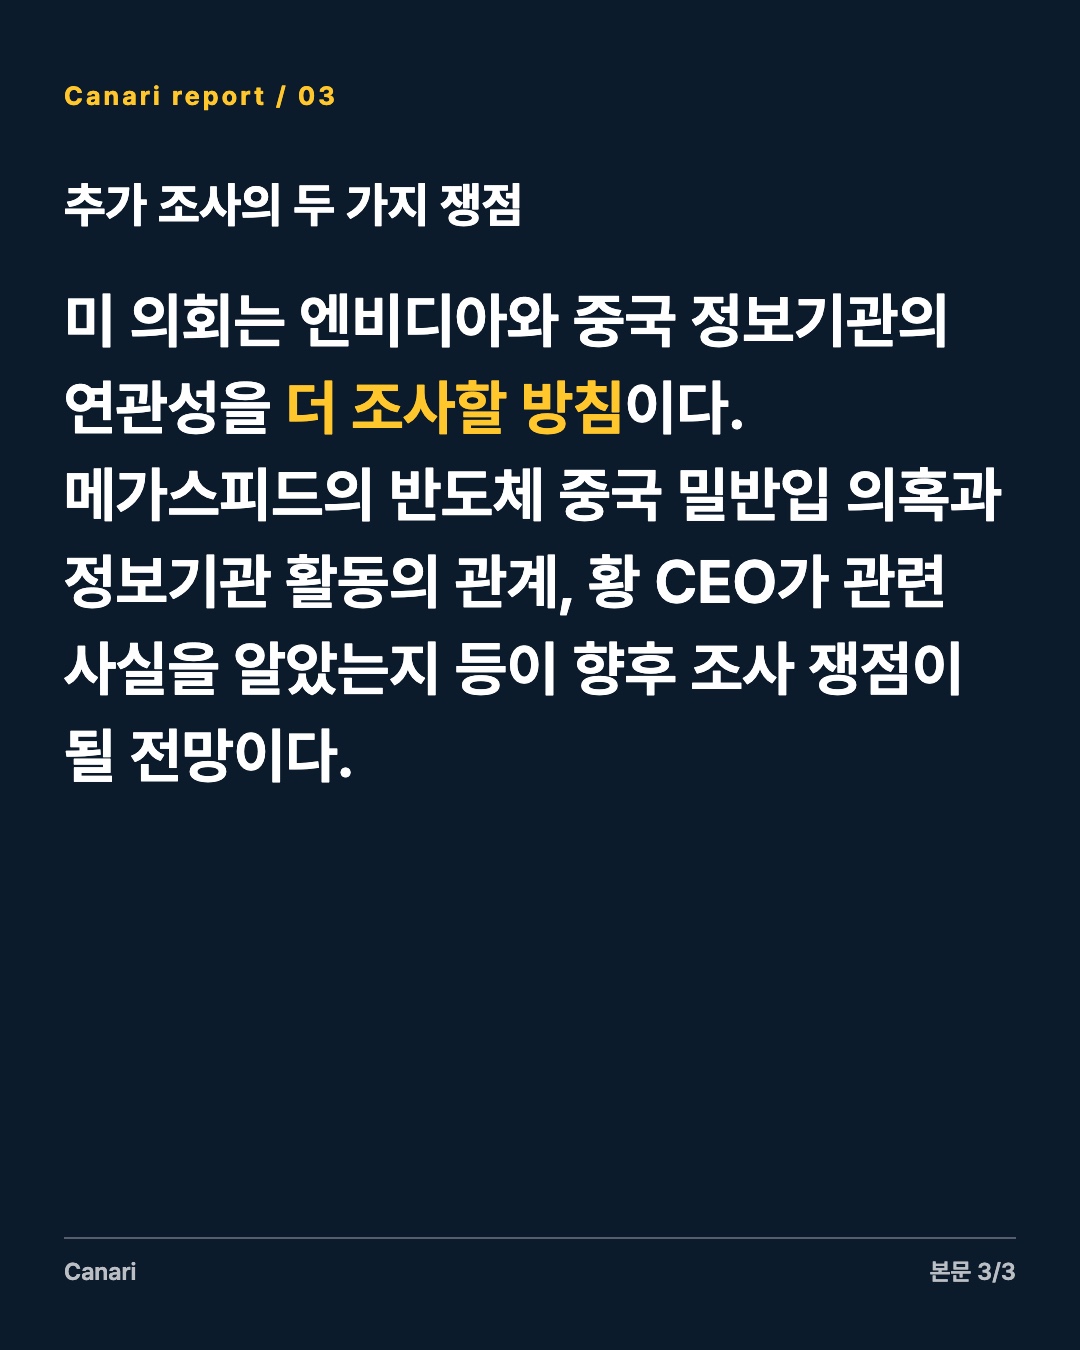 Canari report / 03
추가 조사의 두 가지 쟁점
미 의회는 엔비디아와 중국 정보기관의
연관성을 더 조사할 방침이다.
메가스피드의 반도체 중국 밀반입 의혹과
정보기관 활동의 관계, 황 CEO가 관련
사실을 알았는지 등이 향후 조사 쟁점이
될 전망이다.
Canari
본문 3/3